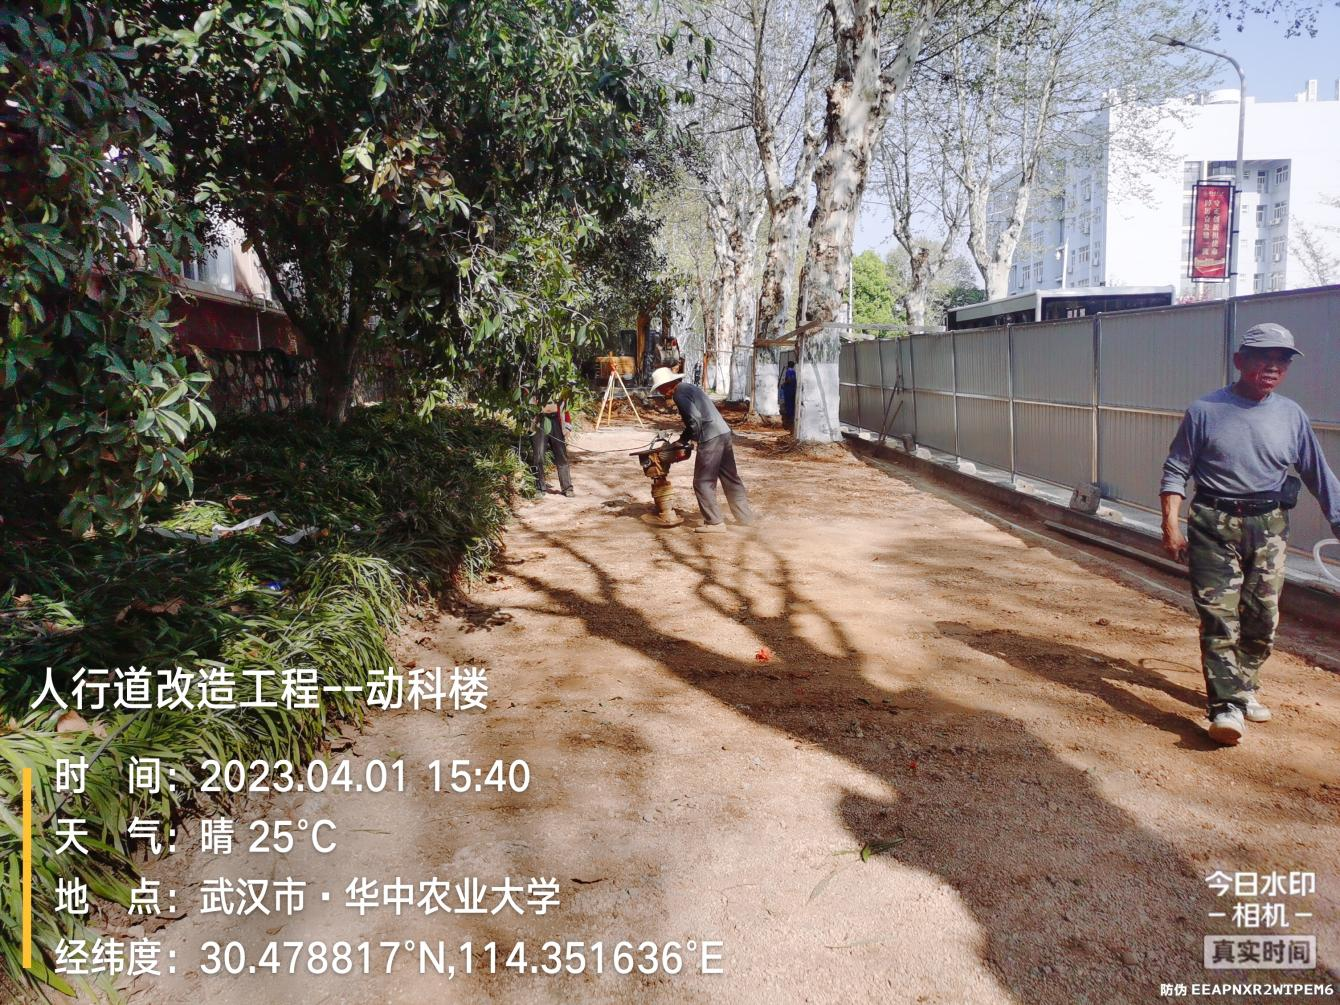 人行道改造工程--动科楼
时 间：2023.04.01 15:40
天 气：晴 25°C
地 点：武汉市·华中农业大学
经纬度：30.478817°N,114.351636°E
今日水印
-相机-
真实时间
防伪 EEAPNXR2WTPEM6